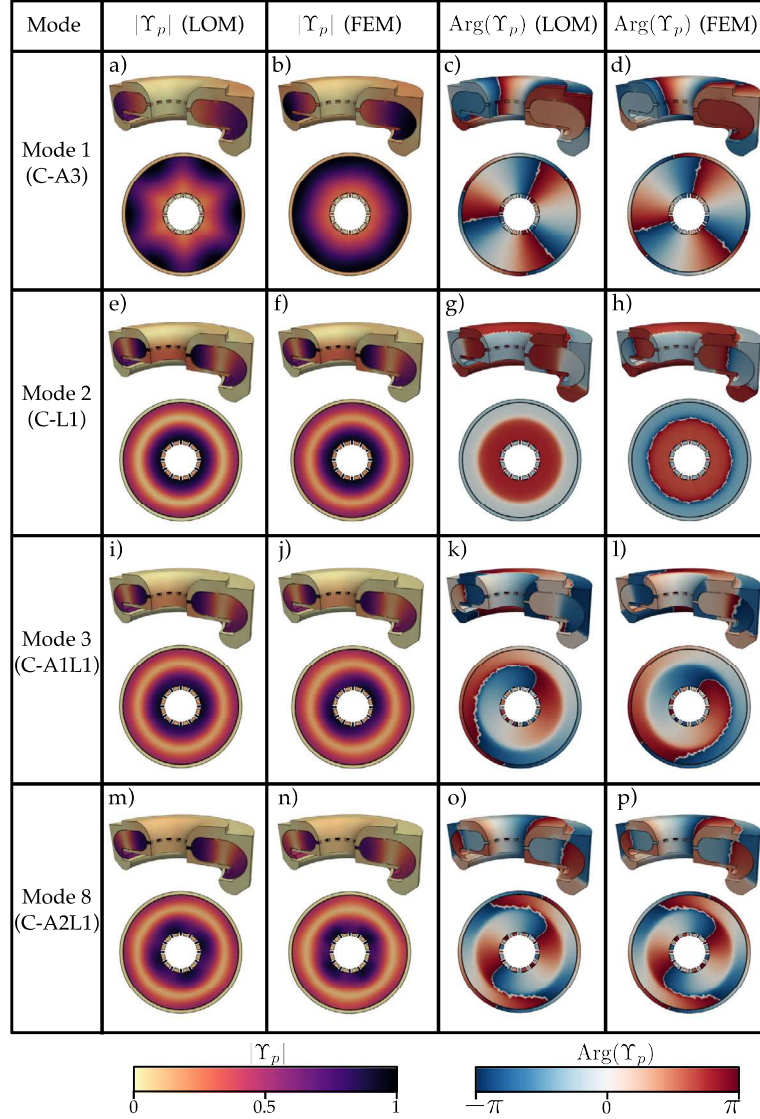 Mode |ϒₚ| (LOM) |ϒₚ| (FEM) Arg(ϒₚ) (LOM) Arg(ϒₚ) (FEM)
a) b) c) d)
Mode 1
(C-A3)
e) f) g) h)
Mode 2
(C-L1)
i) j) k) l)
Mode 3
(C-A1L1)
m) n) o) p)
Mode 8
(C-A2L1)
|ϒₚ| Arg(ϒₚ)
0 0.5 1 −π 0 π